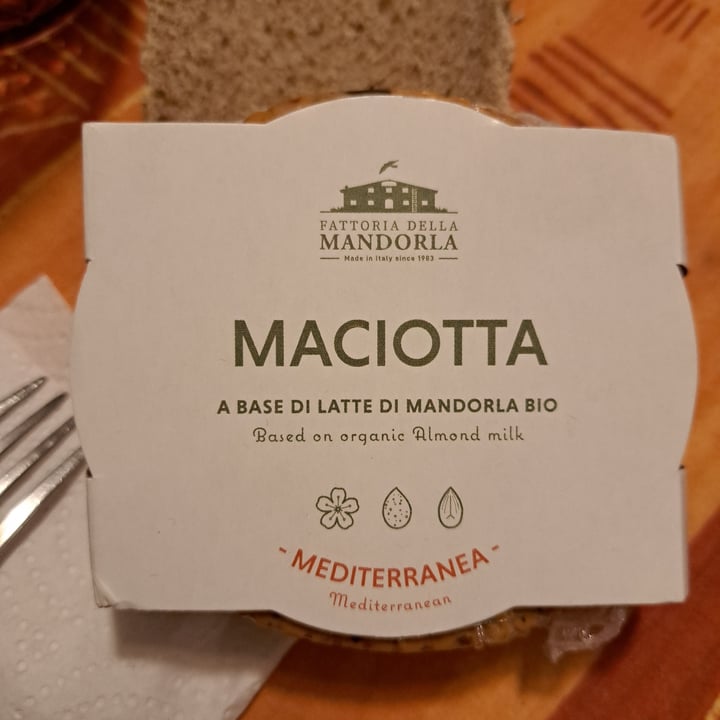 FATTORIA DELLA
MANDORLA
Made in Italy since 1983
MACIOTTA
A BASE DI LATTE DI MANDORLA BIO
Based on organic Almond milk
- MEDITERRANEA -
Mediterranean